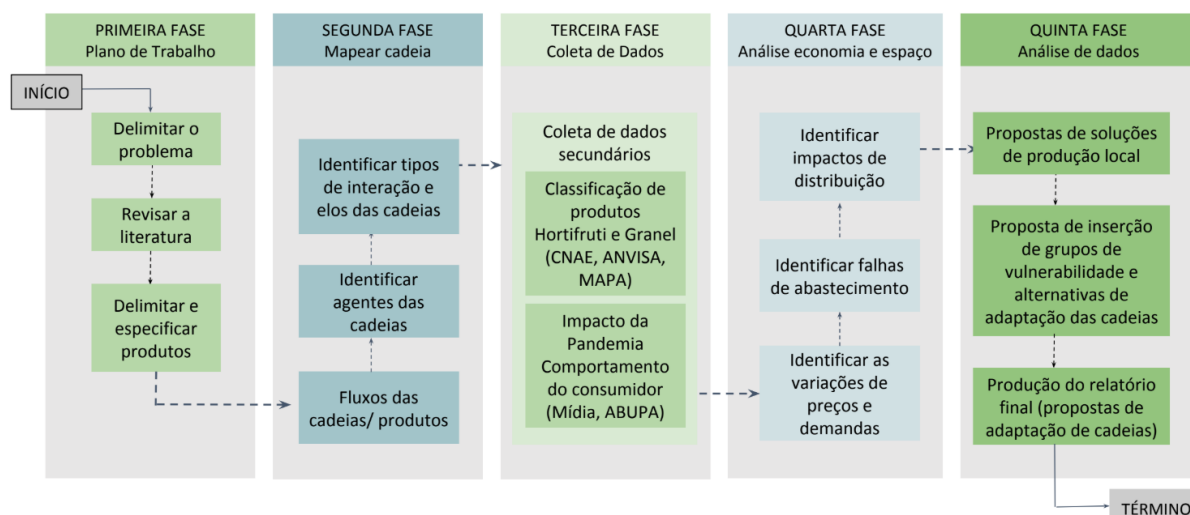 PRIMEIRA FASE
Plano de Trabalho
INÍCIO
Delimitar o
problema
Revisar a
literatura
Delimitar e
especificar
produtos
SEGUNDA FASE
Mapear cadeia
Identificar tipos
de interação e
elos das cadeias
Identificar
agentes das
cadeias
Fluxos das
cadeias/ produtos
TERCEIRA FASE
Coleta de Dados
Coleta de dados
secundários
Classificação de
produtos
Hortifruti e Granel
(CNAE, ANVISA,
MAPA)
Impacto da
Pandemia
Comportamento
do consumidor
(Mídia, ABUPA)
QUARTA FASE
Análise economia e espaço
Identificar
impactos de
distribuição
Identificar falhas
de abastecimento
Identificar as
variações de
preços e
demandas
QUINTA FASE
Análise de dados
Propostas de soluções
de produção local
Proposta de inserção
de grupos de
vulnerabilidade e
alternativas de
adaptação das cadeias
Produção do relatório
final (propostas de
adaptação de cadeias)
TÉRMINO